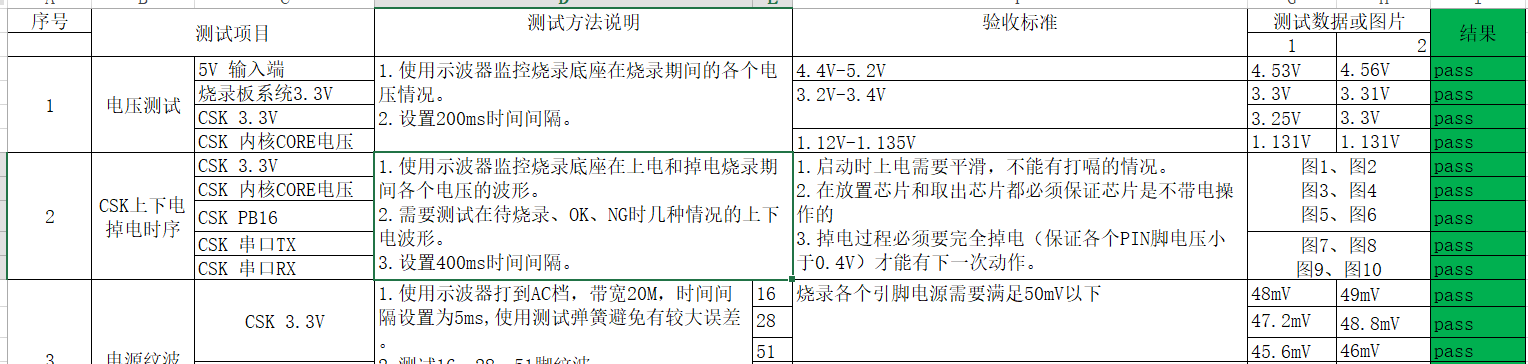 序号
测试项目
测试方法说明
验收标准
测试数据或图片
结果
1
2
1
电压测试
5V 输入端
1.使用示波器监控烧录底座在烧录期间的各个电
压情况。
2.设置200ms时间间隔。
4.4V-5.2V
4.53V
4.56V
pass
烧录板系统3.3V
3.2V-3.4V
3.3V
3.31V
pass
CSK 3.3V
3.25V
3.3V
pass
CSK 内核CORE电压
1.12V-1.135V
1.131V
1.131V
pass
2
CSK上下电
掉电时序
CSK 3.3V
CSK 内核CORE电压
CSK PB16
CSK 串口TX
CSK 串口RX
1.使用示波器监控烧录底座在上电和掉电烧录期
间各个电压的波形。
2.需要测试在待烧录、OK、NG时几种情况的上下
电波形。
3.设置400ms时间间隔。
1.启动时上电需要平滑，不能有打嗝的情况。
2.在放置芯片和取出芯片都必须保证芯片是不带电操
作的
3.掉电过程必须要完全掉电（保证各个PIN脚电压小
于0.4V）才能有下一次动作。
图1、图2
图3、图4
图5、图6
图7、图8
图9、图10
pass
pass
pass
pass
pass
3
电源纹波
CSK 3.3V
1.使用示波器打到AC档，带宽20M，时间间
隔设置为5ms,使用测试弹簧避免有较大误差
。
2.测试16、28、51脚纹波
16
28
51
烧录各个引脚电源需要满足50mV以下
48mV
49mV
pass
47.2mV
48.8mV
pass
45.6mV
46mV
pass